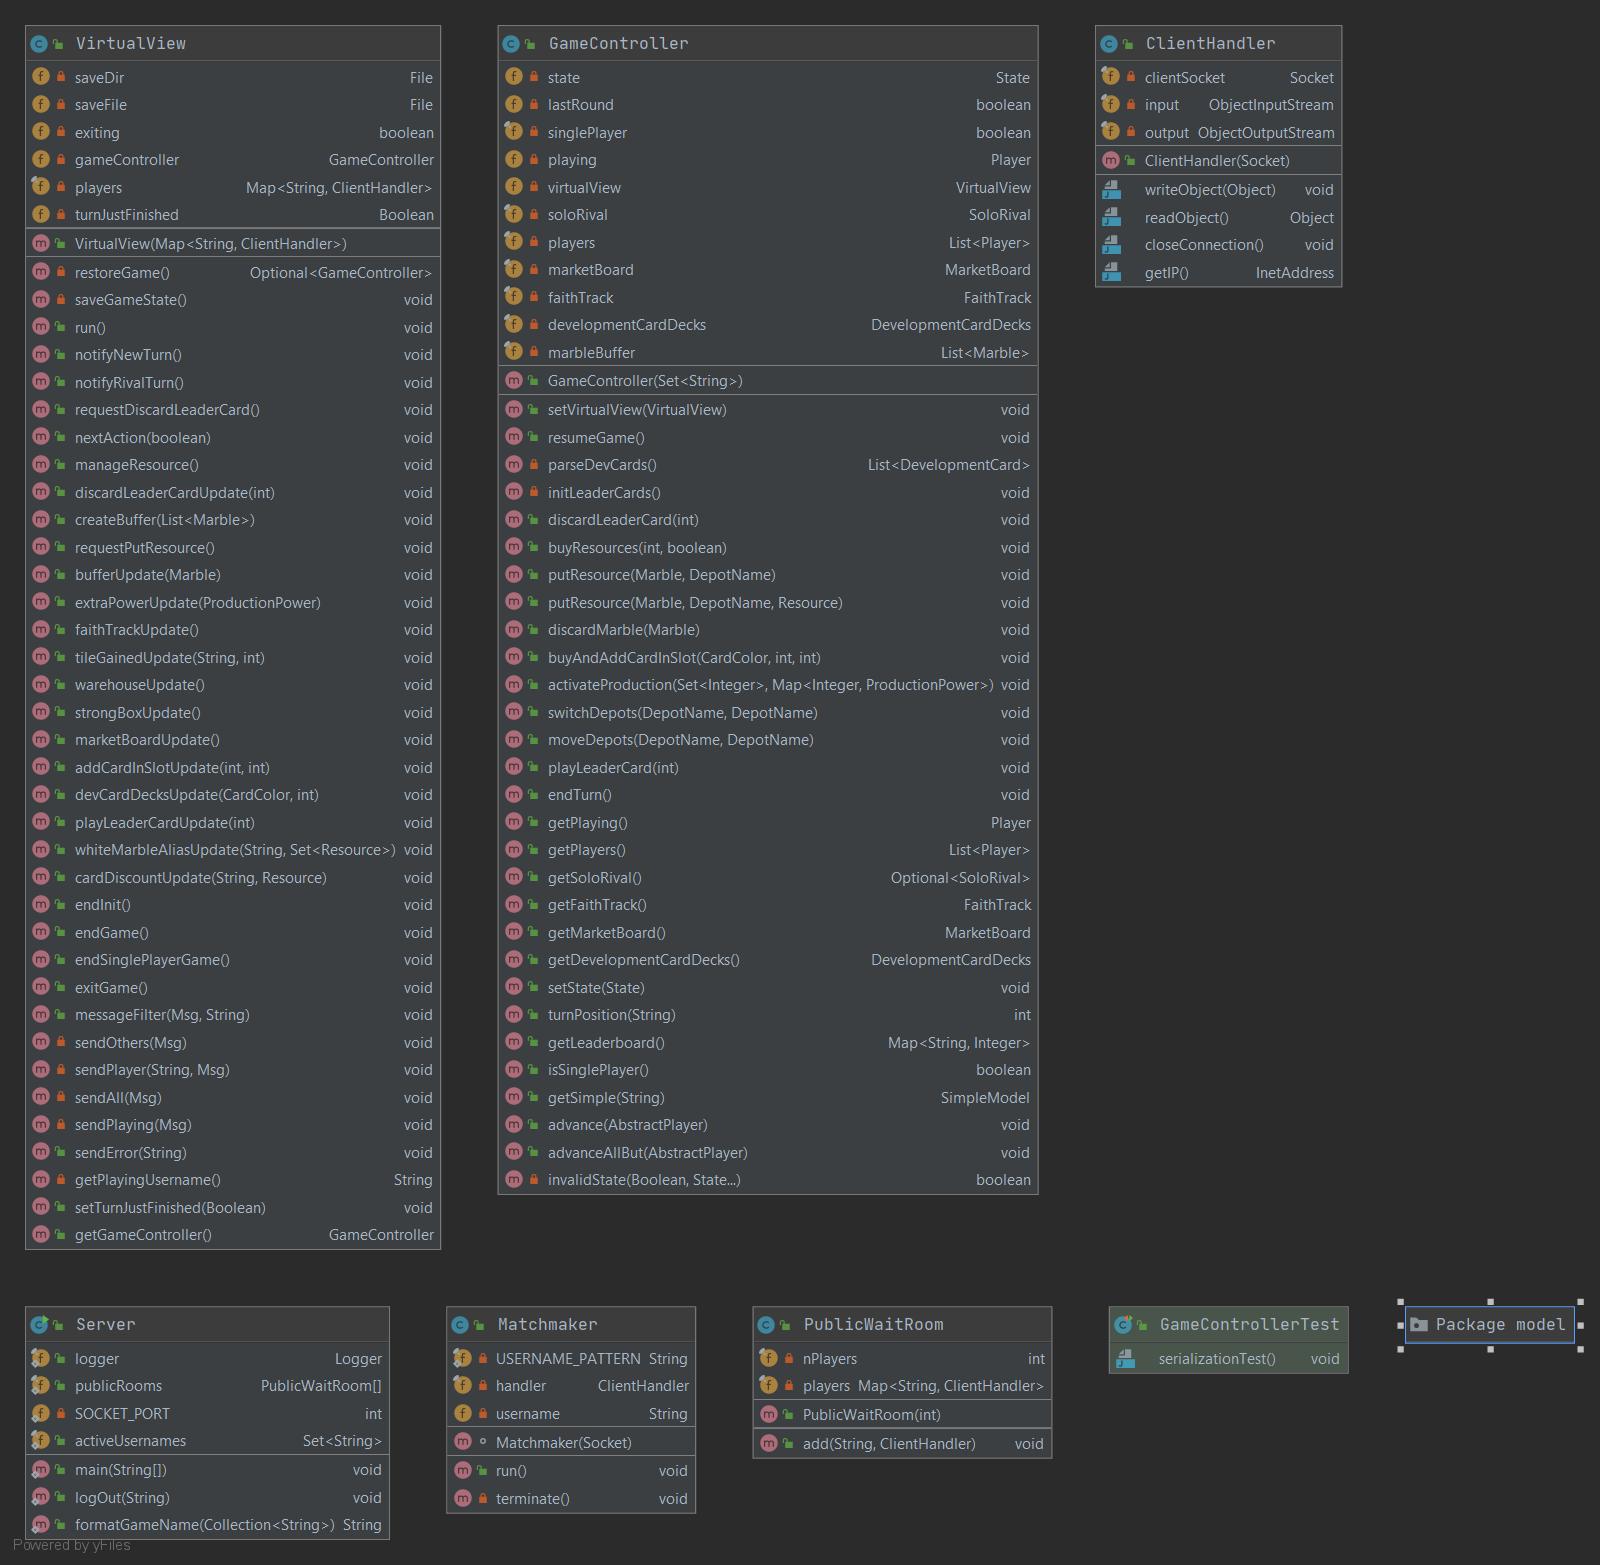 VirtualView
saveDir File
saveFile File
exiting boolean
gameController GameController
players Map<String, ClientHandler>
turnJustFinished Boolean
VirtualView(Map<String, ClientHandler>)
restoreGame() Optional<GameController>
saveGameState() void
run() void
notifyNewTurn() void
notifyRivalTurn() void
requestDiscardLeaderCard() void
nextAction(boolean) void
manageResource() void
discardLeaderCardUpdate(int) void
createBuffer(List<Marble>) void
requestPutResource() void
bufferUpdate(Marble) void
extraPowerUpdate(ProductionPower) void
faithTrackUpdate() void
tileGainedUpdate(String, int) void
warehouseUpdate() void
strongBoxUpdate() void
marketBoardUpdate() void
addCardInSlotUpdate(int, int) void
devCardDecksUpdate(CardColor, int) void
playLeaderCardUpdate(int) void
whiteMarbleAliasUpdate(String, Set<Resource>) void
cardDiscountUpdate(String, Resource) void
endInit() void
endGame() void
endSinglePlayerGame() void
exitGame() void
messageFilter(Msg, String) void
sendOthers(Msg) void
sendPlayer(String, Msg) void
sendAll(Msg) void
sendPlaying(Msg) void
sendError(String) void
getPlayingUsername() String
setTurnJustFinished(Boolean) void
getGameController() GameController
GameController
state State
lastRound boolean
singlePlayer boolean
playing Player
virtualView VirtualView
soloRival SoloRival
players List<Player>
marketBoard MarketBoard
faithTrack FaithTrack
developmentCardDecks DevelopmentCardDecks
marbleBuffer List<Marble>
GameController(Set<String>)
setVirtualView(VirtualView) void
resumeGame() void
parseDevCards() List<DevelopmentCard>
initLeaderCards() void
discardLeaderCard(int) void
buyResources(int, boolean) void
putResource(Marble, DepotName) void
putResource(Marble, DepotName, Resource) void
discardMarble(Marble) void
buyAndAddCardInSlot(CardColor, int, int) void
activateProduction(Set<Integer>, Map<Integer, ProductionPower>) void
switchDepots(DepotName, DepotName) void
moveDepots(DepotName, DepotName) void
playLeaderCard(int) void
endTurn() void
getPlaying() Player
getPlayers() List<Player>
getSoloRival() Optional<SoloRival>
getFaithTrack() FaithTrack
getMarketBoard() MarketBoard
getDevelopmentCardDecks() DevelopmentCardDecks
setState(State) void
turnPosition(String) int
getLeaderboard() Map<String, Integer>
isSinglePlayer() boolean
getSimple(String) SimpleModel
advance(AbstractPlayer) void
advanceAllBut(AbstractPlayer) void
invalidState(Boolean, State...) boolean
ClientHandler
clientSocket Socket
input ObjectInputStream
output ObjectOutputStream
ClientHandler(Socket)
writeObject(Object) void
readObject() Object
closeConnection() void
getIP() InetAddress
Server
logger Logger
publicRooms PublicWaitRoom[]
SOCKET_PORT int
activeUsernames Set<String>
main(String[]) void
logOut(String) void
formatGameName(Collection<String>) String
Matchmaker
USERNAME_PATTERN String
handler ClientHandler
username String
Matchmaker(Socket)
run() void
terminate() void
PublicWaitRoom
nPlayers int
players Map<String, ClientHandler>
PublicWaitRoom(int)
add(String, ClientHandler) void
GameControllerTest
serializationTest() void
Package model
Powered by yFiles